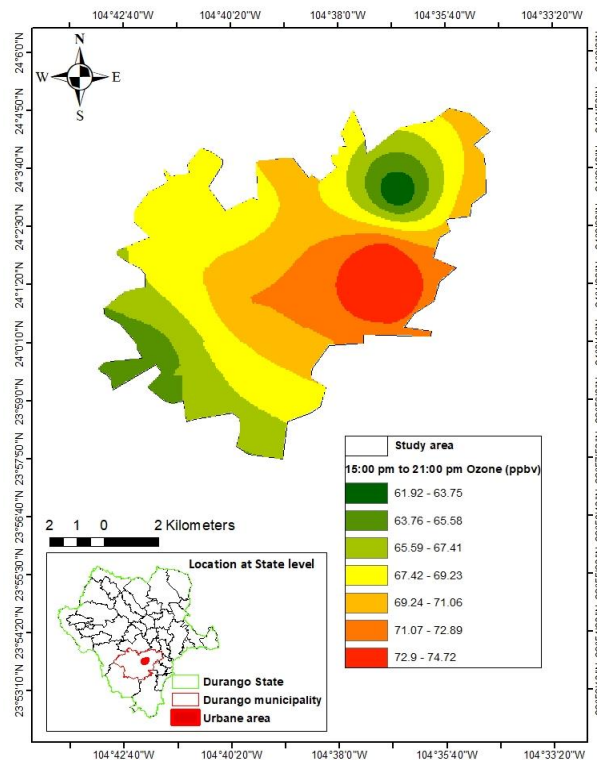 104°42'40"W 104°40'20"W 104°38'0"W 104°35'40"W 104°33'20"W
N
W E
S
24°6'0"N
24°4'50"N
24°3'40"N
24°2'30"N
24°1'20"N
24°0'10"N
23°59'0"N
23°57'50"N
23°56'40"N
23°55'30"N
23°54'20"N
23°53'10"N
Study area
15:00 pm to 21:00 pm Ozone (ppbv)
61.92 - 63.75
63.76 - 65.58
65.59 - 67.41
67.42 - 69.23
69.24 - 71.06
71.07 - 72.89
72.9 - 74.72
2 1 0 2 Kilometers
Location at State level
Durango State
Durango municipality
Urbane area
104°42'40"W 104°40'20"W 104°38'0"W 104°35'40"W 104°33'20"W